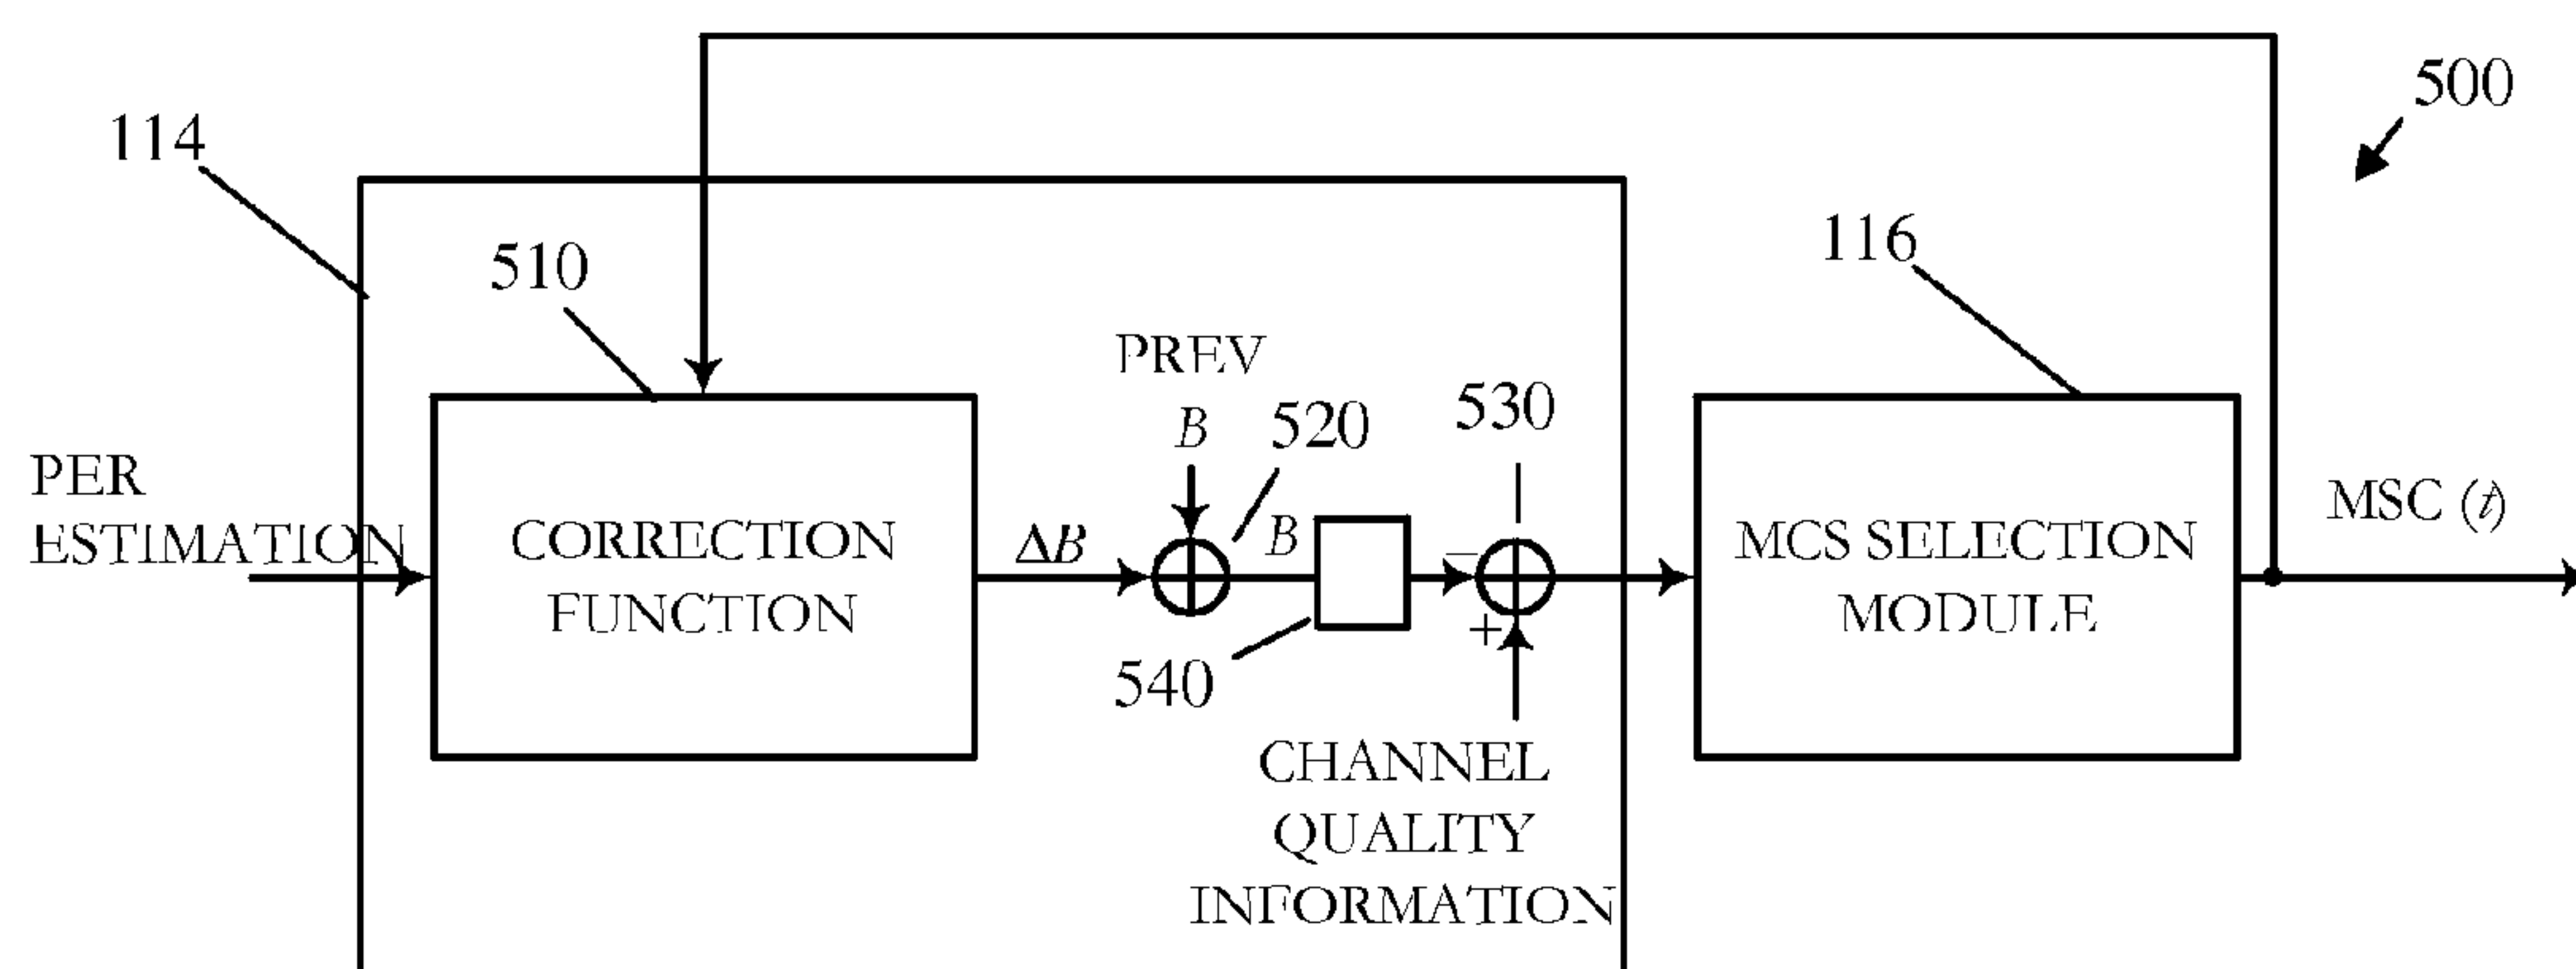 500
114
116
510
PREV
B
520
530
PER
ESTIMATION
CORRECTION
FUNCTION
ΔB
B
−
+
540
MCS SELECTION
MODULE
MSC (t)
CHANNEL
QUALITY
INFORMATION